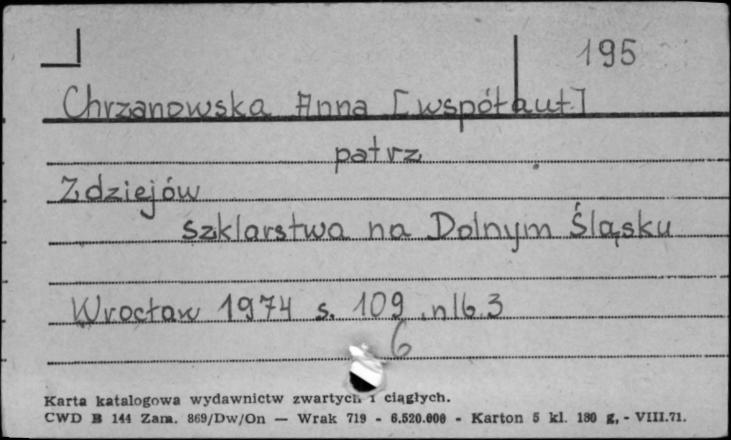 195
Chrzanowska Anna [współaut]
patrz
Z dziejów
szklarstwa na Dolnym Śląsku
Wrocław 1974 s. 109, nlb. 3
6
Karta katalogowa wydawnictw zwartych i ciągłych.
CWD B 144 Zam. 869/Dw/On — Wrak 719 - 6.520.000 - Karton 5 kl. 180 g, - VIII.71.